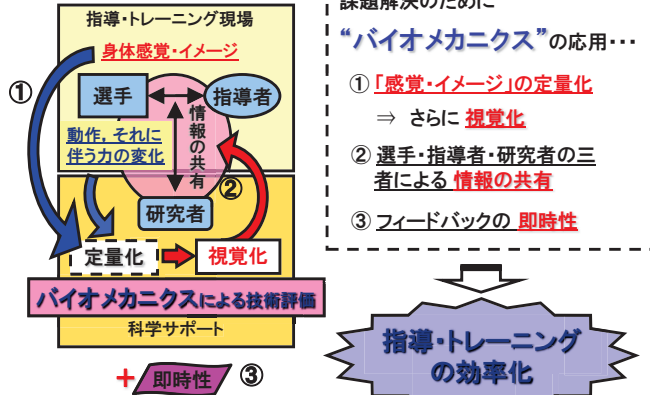 指導・トレーニング現場
身体感覚・イメージ
①
選手
指導者
情報の共有
動作，それに
伴う力の変化
②
研究者
定量化
視覚化
バイオメカニクスによる技術評価
科学サポート
＋
即時性
③
課題解決のために
“バイオメカニクス”の応用･･･
①「感覚・イメージ」の定量化
⇒ さらに 視覚化
② 選手・指導者・研究者の三
者による 情報の共有
③ フィードバックの 即時性
指導・トレーニング
の効率化